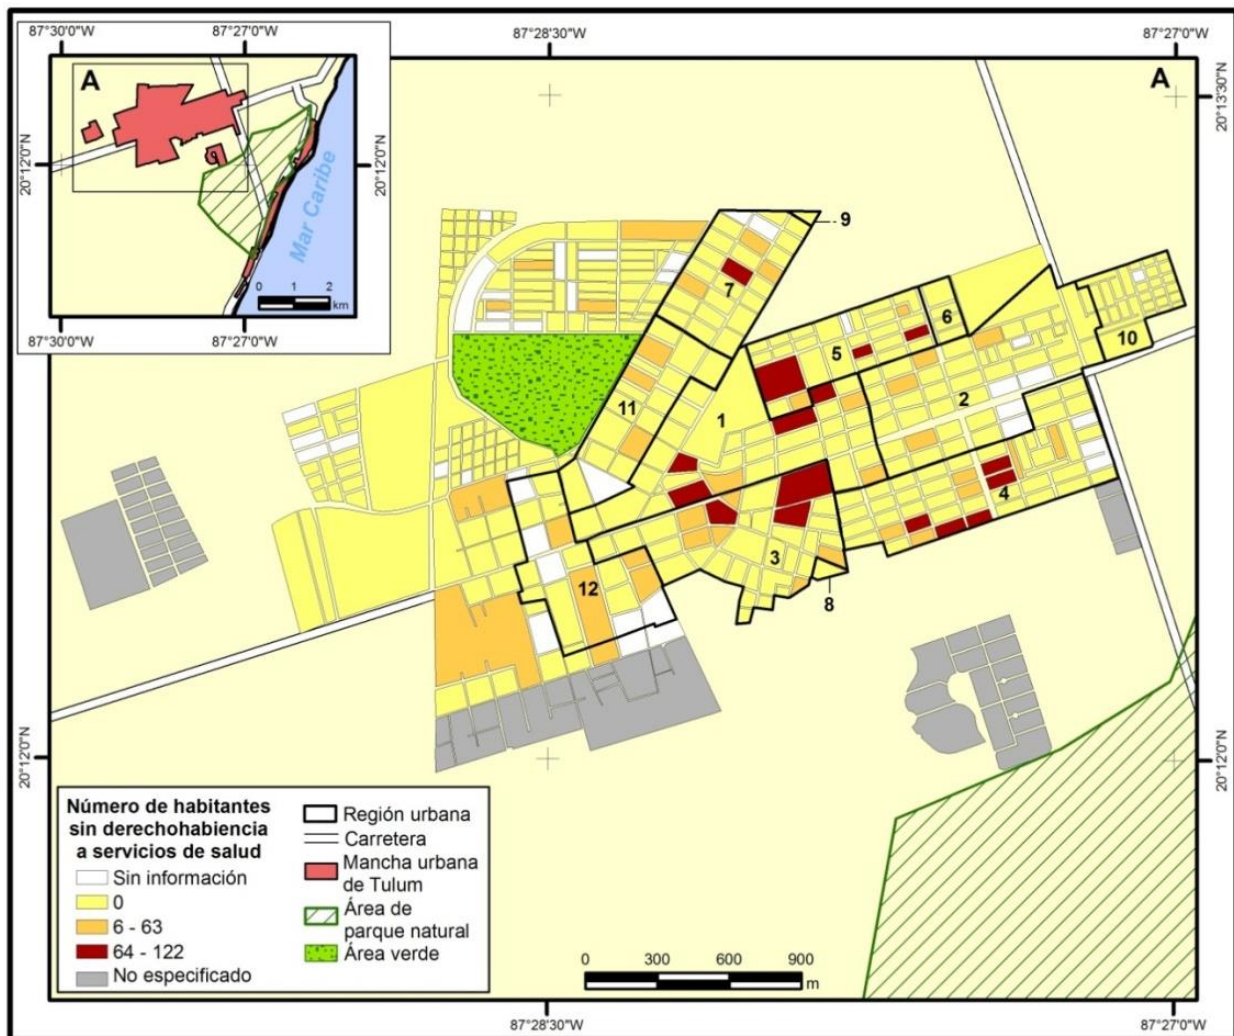 87°30'0"W
87°27'0"W
A
20°12'0"N
20°12'0"N
Mar Caribe
0 1 2
km
87°30'0"W
87°27'0"W
87°28'30"W
87°27'0"W
A
20°13'30"N
9
7
6
5
10
11
1
2
4
3
12
8
20°12'0"N
20°12'0"N
Número de habitantes
sin derechohabiencia
a servicios de salud
Sin información
0
6 - 63
64 - 122
No especificado
Región urbana
Carretera
Mancha urbana
de Tulum
Área de
parque natural
Área verde
0 300 600 900
m
87°28'30"W
87°27'0"W